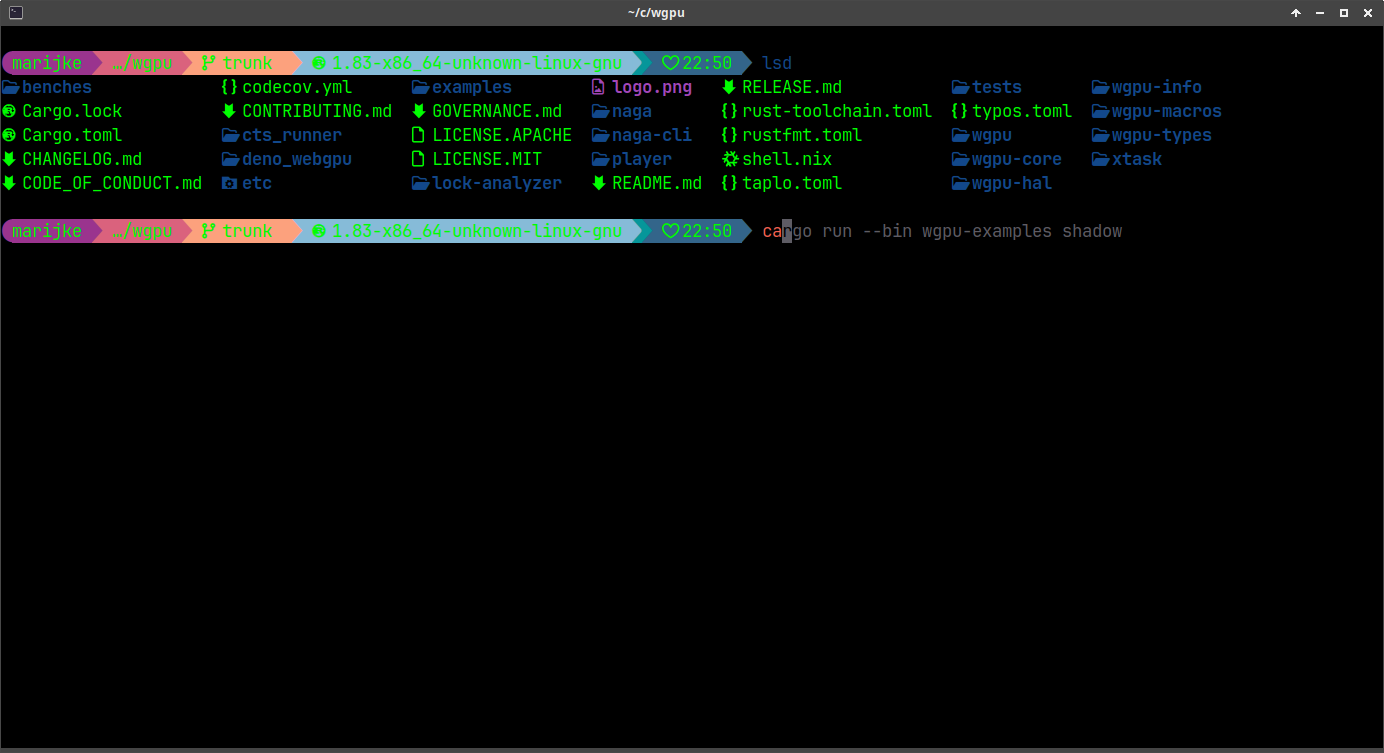 ~/c/wgpu
marijke …/wgpu trunk 1.83-x86_64-unknown-linux-gnu 22:50 lsd
benches codecov.yml examples logo.png RELEASE.md tests wgpu-info
Cargo.lock CONTRIBUTING.md GOVERNANCE.md naga rust-toolchain.toml typos.toml wgpu-macros
Cargo.toml cts_runner LICENSE.APACHE naga-cli rustfmt.toml wgpu wgpu-types
CHANGELOG.md deno_webgpu LICENSE.MIT player shell.nix wgpu-core xtask
CODE_OF_CONDUCT.md etc lock-analyzer README.md taplo.toml wgpu-hal
marijke …/wgpu trunk 1.83-x86_64-unknown-linux-gnu 22:50 cargo run --bin wgpu-examples shadow